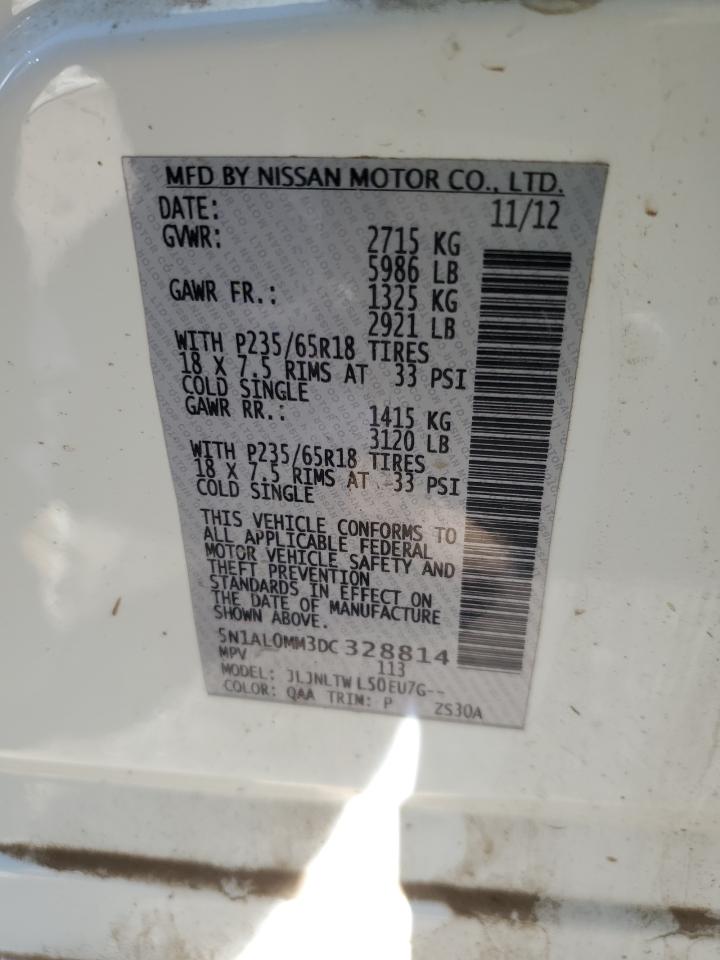 MFD BY NISSAN MOTOR CO., LTD.
DATE: 11/12
GVWR: 2715 KG
5986 LB
GAWR FR.: 1325 KG
2921 LB
WITH P235/65R18 TIRES
18 X 7.5 RIMS AT 33 PSI
COLD SINGLE
GAWR RR.: 1415 KG
3120 LB
WITH P235/65R18 TIRES
18 X 7.5 RIMS AT 33 PSI
COLD SINGLE
THIS VEHICLE CONFORMS TO
ALL APPLICABLE FEDERAL
MOTOR VEHICLE SAFETY AND
THEFT PREVENTION
STANDARDS IN EFFECT ON
THE DATE OF MANUFACTURE
SHOWN ABOVE.
5N1AL0MM3DC 328814
MPV 113
MODEL: JLJNLTW L50EU7G--
COLOR: QAA TRIM: P ZS30A